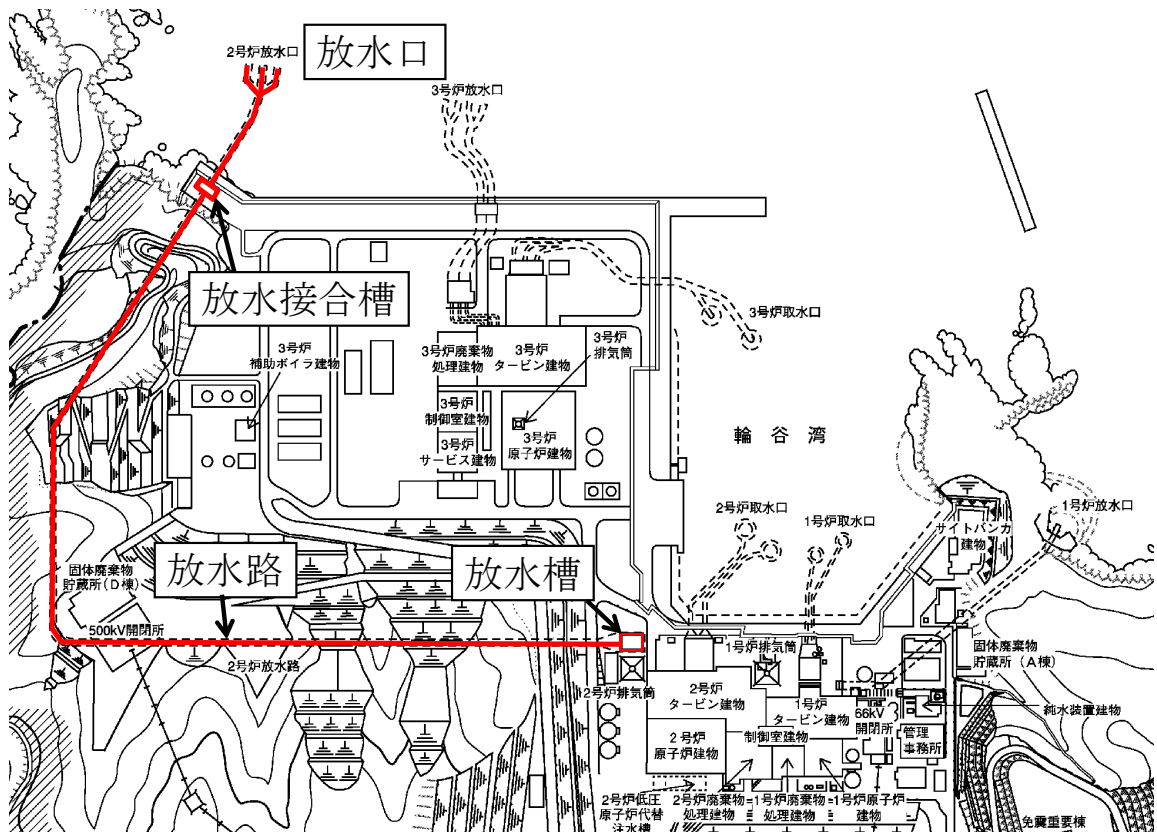 2号炉放水口
放水口
3号炉放水口
放水接合槽
3号炉取水口
3号炉
補助ボイラ建物
3号炉廃棄物
処理建物
3号炉
タービン建物
3号炉
排気筒
3号炉
制御室建物
3号炉
サービス建物
3号炉
原子炉建物
輪谷湾
2号炉取水口
1号炉取水口
サイトバンカ
建物
1号炉放水口
固体廃棄物
貯蔵所(D棟)
放水路
放水槽
500kV開閉所
2号炉放水路
2号炉排気筒
1号炉排気筒
固体廃棄物
貯蔵所(A棟)
2号炉
タービン建物
1号炉
タービン建物
66kV
開閉所
純水装置建物
管理
事務所
2号炉
原子炉建物
制御室建物
2号炉低圧
原子炉代替
注水槽
2号炉廃棄物
処理建物
1号炉廃棄物
処理建物
1号炉原子炉
建物
免震重要棟